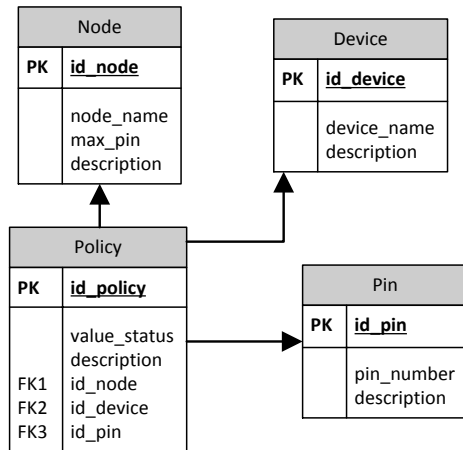 Node
PK id_node
node_name
max_pin
description
Device
PK id_device
device_name
description
Policy
PK id_policy
value_status
description
FK1 id_node
FK2 id_device
FK3 id_pin
Pin
PK id_pin
pin_number
description